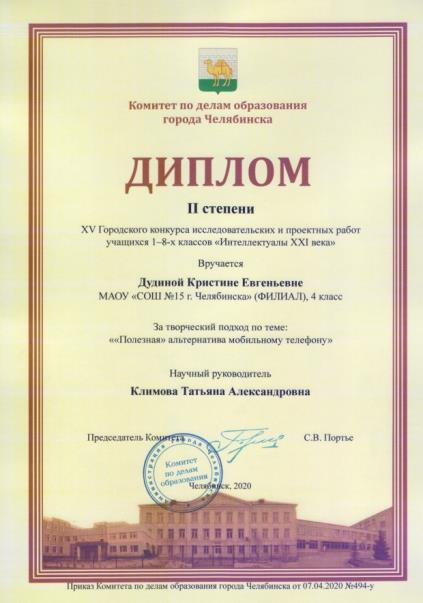 Комитет по делам образования
города Челябинска
ДИПЛОМ
II степени
XV Городского конкурса исследовательских и проектных работ
учащихся 1–8-х классов «Интеллектуалы XXI века»
Вручается
Дудиной Кристине Евгеньевне
МАОУ «СОШ №15 г. Челябинска» (ФИЛИАЛ), 4 класс
За творческий подход по теме:
««Полезная» альтернатива мобильному телефону»
Научный руководитель
Климова Татьяна Александровна
Председатель Комитета
С.В. Портье
Администрация города Челябинска
Комитет
по делам
образования
Челябинск, 2020
Приказ Комитета по делам образования города Челябинска от 07.04.2020 №494-у